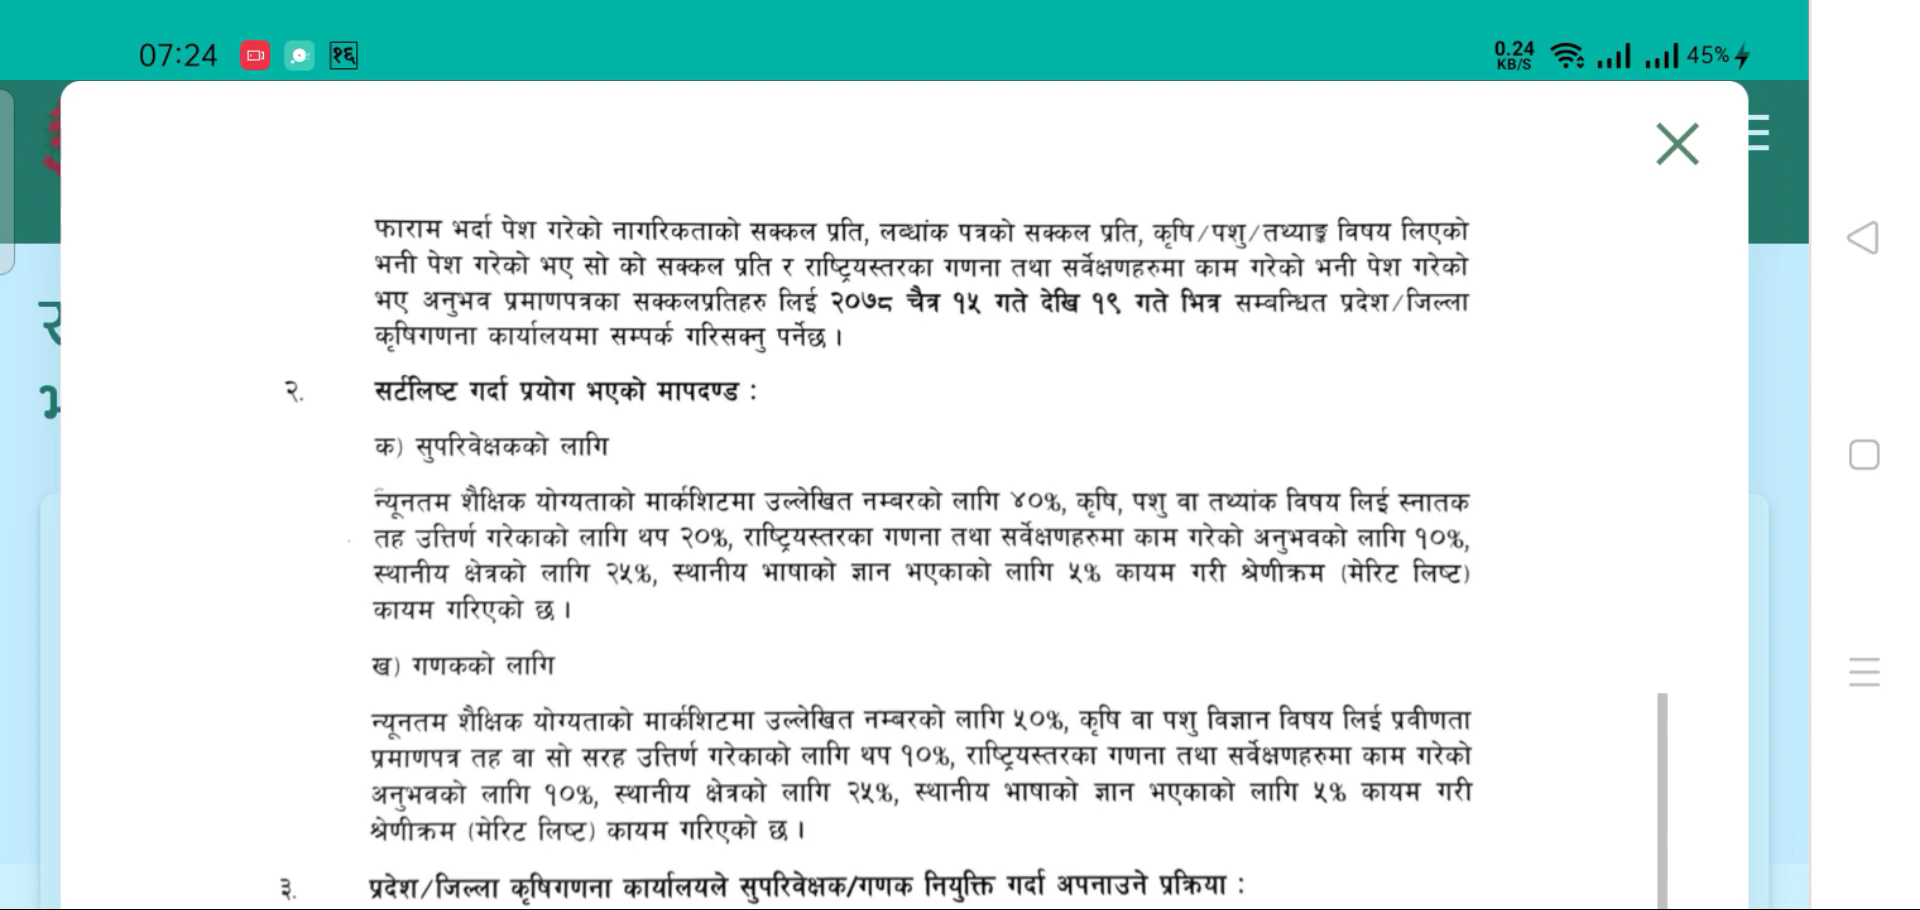 07:24
१६
0.24
KB/S
45%
फाराम भर्दा पेश गरेको नागरिकताको सक्कल प्रति, लब्धांक पत्रको सक्कल प्रति, कृषि/पशु/तथ्याङ्क विषय लिएको
भनी पेश गरेको भए सो को सक्कल प्रति र राष्ट्रियस्तरका गणना तथा सर्वेक्षणहरुमा काम गरेको भनी पेश गरेको
भए अनुभव प्रमाणपत्रका सक्कलप्रतिहरु लिई २०७८ चैत्र १५ गते देखि १९ गते भित्र सम्बन्धित प्रदेश/जिल्ला
कृषिगणना कार्यालयमा सम्पर्क गरिसक्नु पर्नेछ ।
२. सर्टलिष्ट गर्दा प्रयोग भएको मापदण्ड :
क) सुपरिवेक्षकको लागि
न्यूनतम शैक्षिक योग्यताको मार्कशिटमा उल्लेखित नम्बरको लागि ४०%, कृषि, पशु वा तथ्यांक विषय लिई स्नातक
तह उत्तिर्ण गरेकाको लागि थप २०%, राष्ट्रियस्तरका गणना तथा सर्वेक्षणहरुमा काम गरेको अनुभवको लागि १०%,
स्थानीय क्षेत्रको लागि २५%, स्थानीय भाषाको ज्ञान भएकाको लागि ५% कायम गरी श्रेणीक्रम (मेरिट लिष्ट)
कायम गरिएको छ ।
ख) गणकको लागि
न्यूनतम शैक्षिक योग्यताको मार्कशिटमा उल्लेखित नम्बरको लागि ५०%, कृषि वा पशु विज्ञान विषय लिई प्रवीणता
प्रमाणपत्र तह वा सो सरह उत्तिर्ण गरेकाको लागि थप १०%, राष्ट्रियस्तरका गणना तथा सर्वेक्षणहरुमा काम गरेको
अनुभवको लागि १०%, स्थानीय क्षेत्रको लागि २५%, स्थानीय भाषाको ज्ञान भएकाको लागि ५% कायम गरी
श्रेणीक्रम (मेरिट लिष्ट) कायम गरिएको छ ।
३. प्रदेश/जिल्ला कृषिगणना कार्यालयले सुपरिवेक्षक/गणक नियुक्ति गर्दा अपनाउने प्रक्रिया :